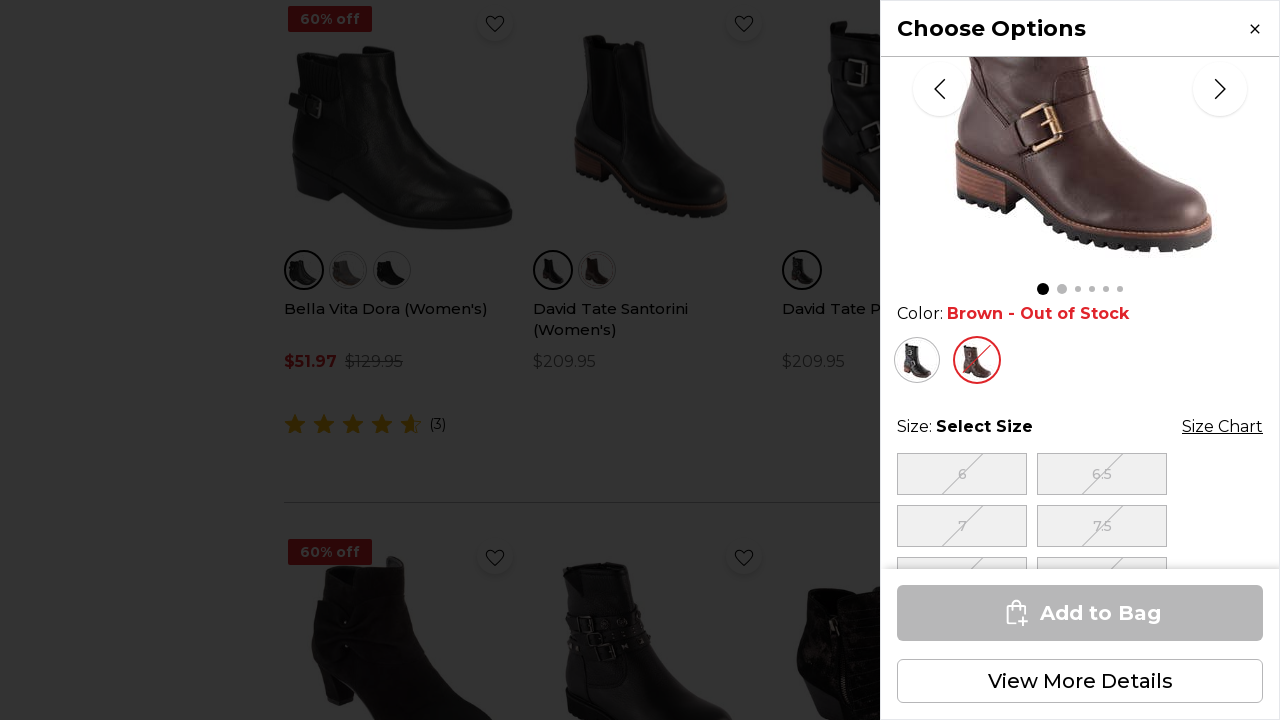 60% off
Bella Vita Dora (Women's)
$51.97 $129.95
(3)
David Tate Santorini
(Women's)
$209.95
David Tate P
$209.95
60% off
Choose Options
×
Color: Brown - Out of Stock
Size: Select Size
Size Chart
6
6.5
7
7.5
Add to Bag
View More Details